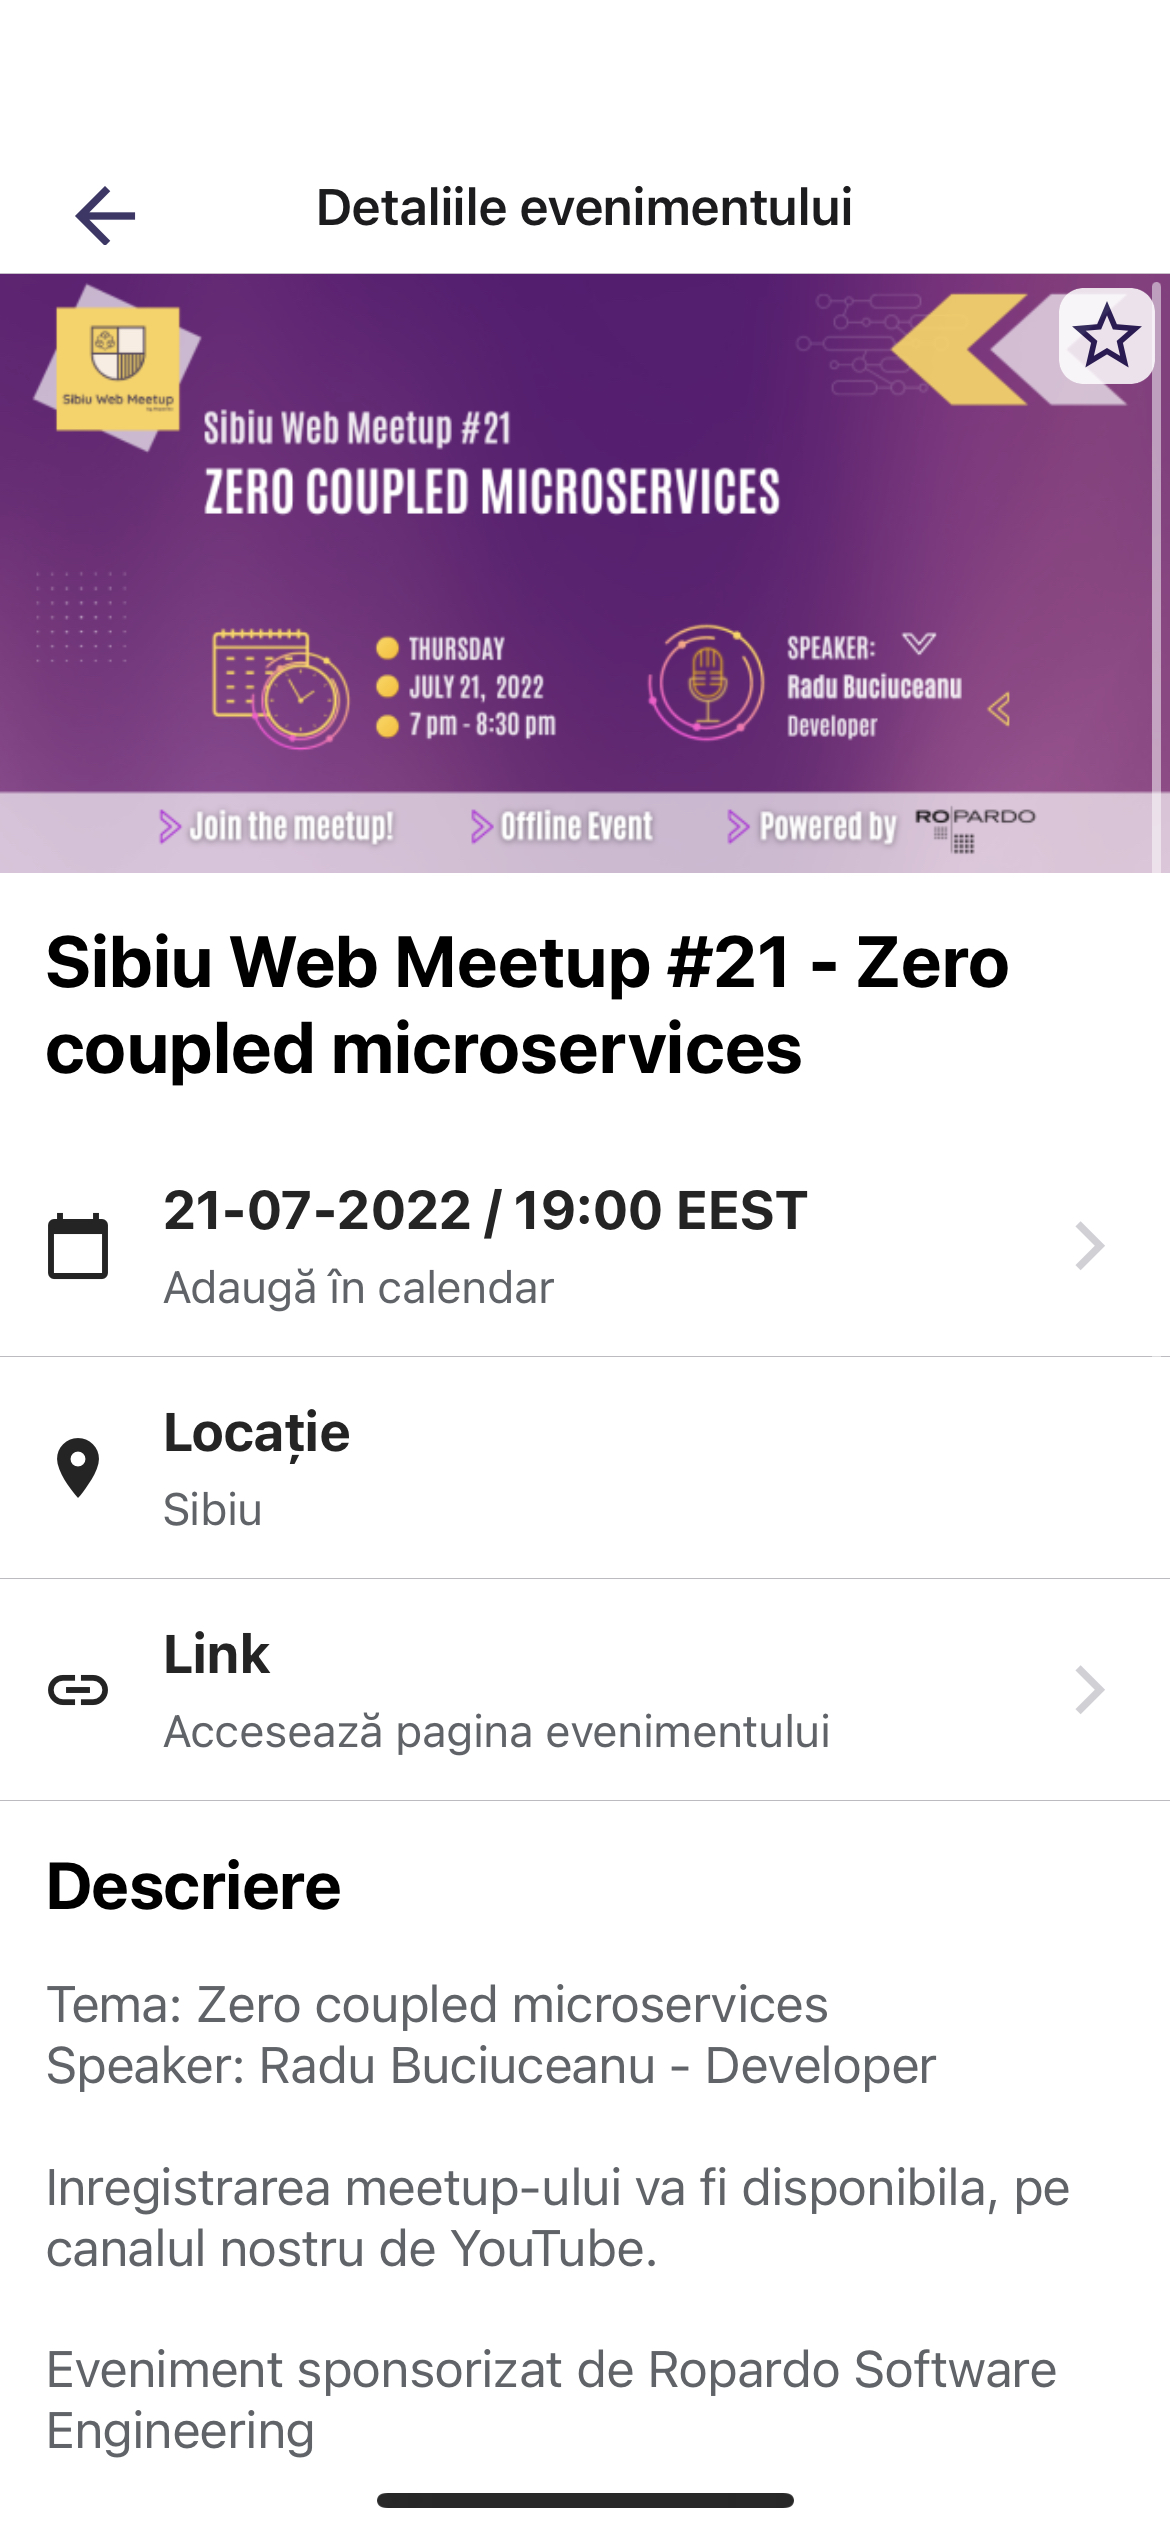 Detaliile evenimentului
Sibiu Web Meetup
Sibiu Web Meetup #21
ZERO COUPLED MICROSERVICES
THURSDAY
JULY 21, 2022
7 pm - 8:30 pm
SPEAKER:
Radu Buciuceanu
Developer
Join the meetup!
Offline Event
Powered by
ROPARDO
Sibiu Web Meetup #21 - Zero
coupled microservices
21-07-2022 / 19:00 EEST
Adaugă în calendar
Locație
Sibiu
Link
Accesează pagina evenimentului
Descriere
Tema: Zero coupled microservices
Speaker: Radu Buciuceanu - Developer
Inregistrarea meetup-ului va fi disponibila, pe
canalul nostru de YouTube.
Eveniment sponsorizat de Ropardo Software
Engineering